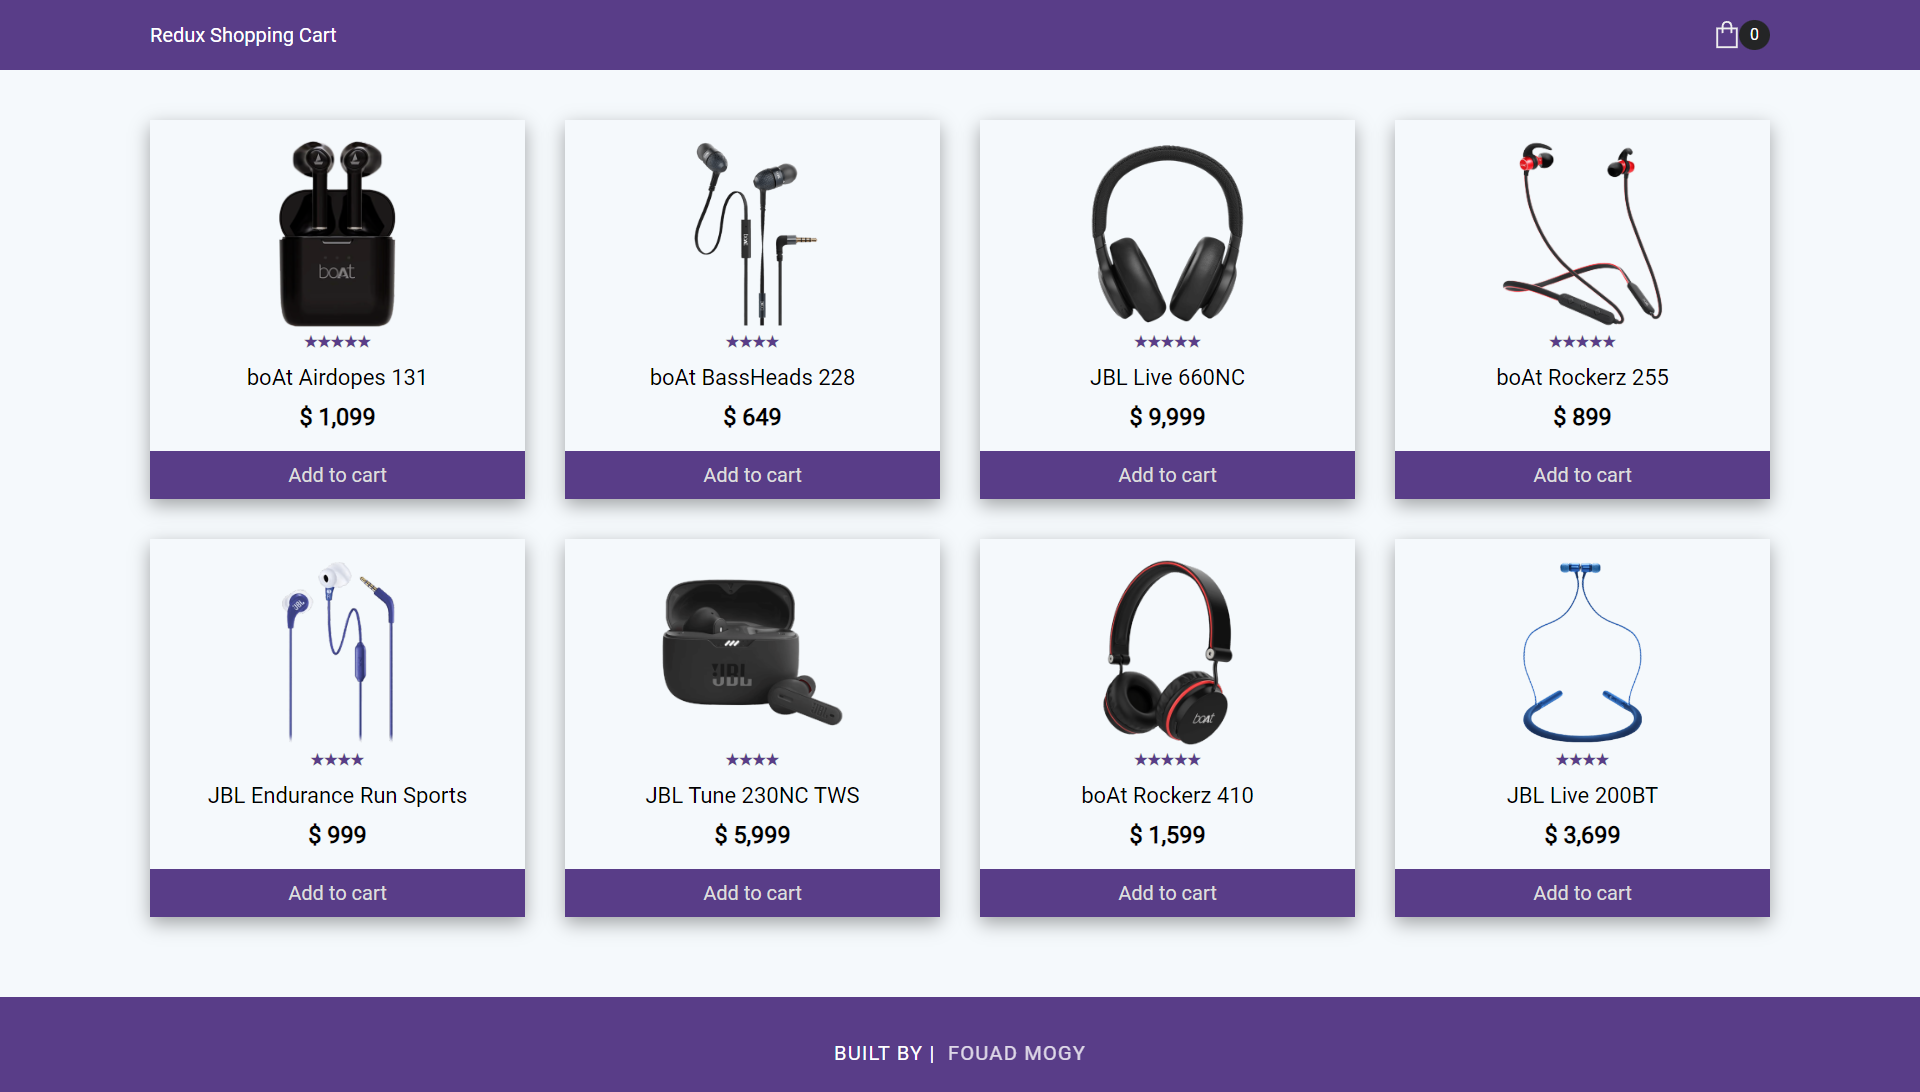 Redux Shopping Cart
0
boAt
boAt Airdopes 131
$ 1,099
Add to cart
boAt BassHeads 228
$ 649
Add to cart
JBL Live 660NC
$ 9,999
Add to cart
boAt Rockerz 255
$ 899
Add to cart
JBL
JBL Endurance Run Sports
$ 999
Add to cart
JBL
JBL Tune 230NC TWS
$ 5,999
Add to cart
boAt
boAt Rockerz 410
$ 1,599
Add to cart
JBL Live 200BT
$ 3,699
Add to cart
BUILT BY | FOUAD MOGY